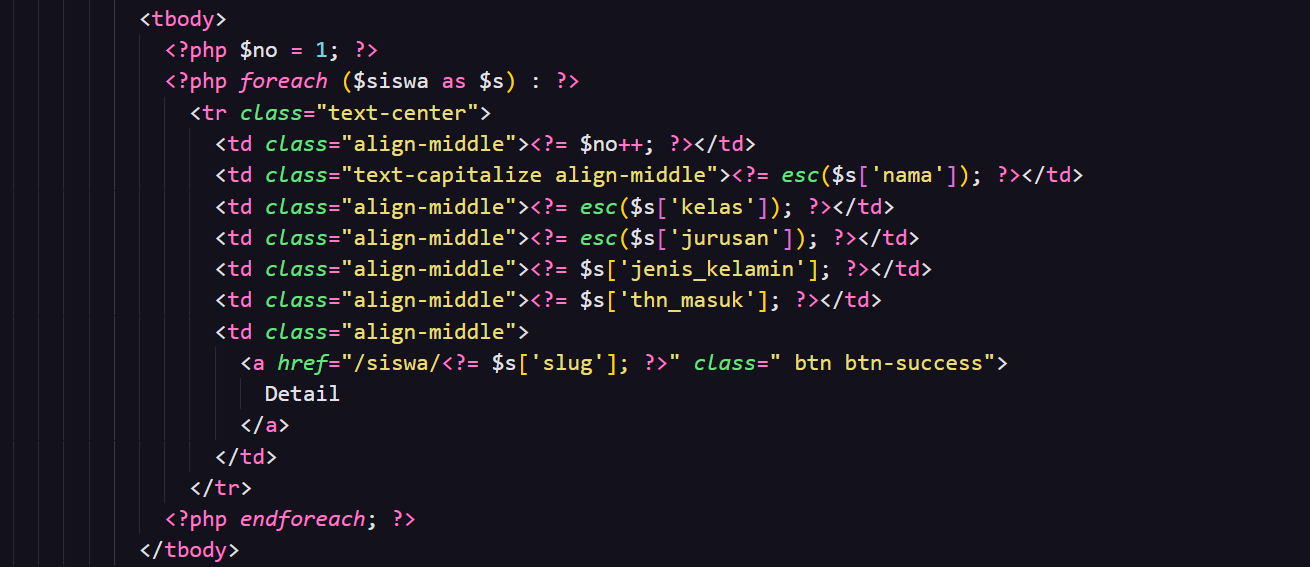 <tbody>
<?php $no = 1; ?>
<?php foreach ($siswa as $s) : ?>
<tr class="text-center">
<td class="align-middle"><?= $no++; ?></td>
<td class="text-capitalize align-middle"><?= esc($s['nama']); ?></td>
<td class="align-middle"><?= esc($s['kelas']); ?></td>
<td class="align-middle"><?= esc($s['jurusan']); ?></td>
<td class="align-middle"><?= $s['jenis_kelamin']; ?></td>
<td class="align-middle"><?= $s['thn_masuk']; ?></td>
<td class="align-middle">
<a href="/siswa/<?= $s['slug']; ?>" class=" btn btn-success">
Detail
</a>
</td>
</tr>
<?php endforeach; ?>
</tbody>